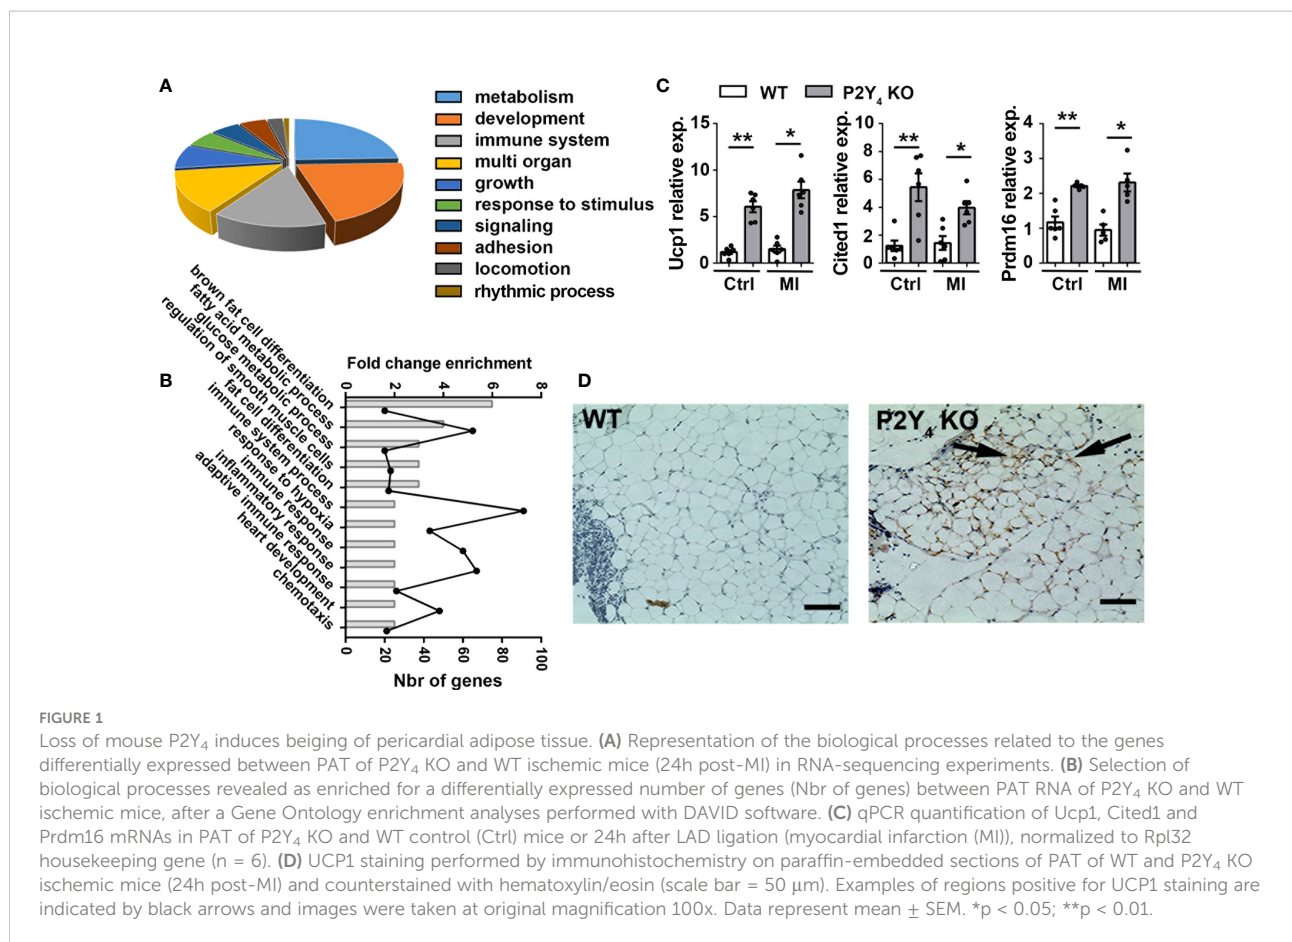 A
metabolism
development
immune system
multi organ
growth
response to stimulus
signaling
adhesion
locomotion
rhythmic process
B
Fold change enrichment
0 2 4 6 8
brown fat cell differentiation
fatty acid metabolic process
glucose metabolic process
regulation of smooth muscle cells
fat cell differentiation
immune system process
response to hypoxia
immune response
inflammatory response
adaptive immune response
heart development
chemotaxis
0 20 40 60 80 100
Nbr of genes
C
WT P2Y4 KO
Ucp1 relative exp.
15
10
5
0
** *
Ctrl MI
Cited1 relative exp.
10
8
6
4
2
0
** *
Ctrl MI
Prdm16 relative exp.
4
3
2
1
0
** *
Ctrl MI
D
WT
P2Y4 KO
FIGURE 1
Loss of mouse P2Y4 induces beiging of pericardial adipose tissue. (A) Representation of the biological processes related to the genes
differentially expressed between PAT of P2Y4 KO and WT ischemic mice (24h post-MI) in RNA-sequencing experiments. (B) Selection of
biological processes revealed as enriched for a differentially expressed number of genes (Nbr of genes) between PAT RNA of P2Y4 KO and WT
ischemic mice, after a Gene Ontology enrichment analyses performed with DAVID software. (C) qPCR quantification of Ucp1, Cited1 and
Prdm16 mRNAs in PAT of P2Y4 KO and WT control (Ctrl) mice or 24h after LAD ligation (myocardial infarction (MI)), normalized to Rpl32
housekeeping gene (n = 6). (D) UCP1 staining performed by immunohistochemistry on paraffin-embedded sections of PAT of WT and P2Y4 KO
ischemic mice (24h post-MI) and counterstained with hematoxylin/eosin (scale bar = 50 μm). Examples of regions positive for UCP1 staining are
indicated by black arrows and images were taken at original magnification 100x. Data represent mean ± SEM. *p < 0.05; **p < 0.01.